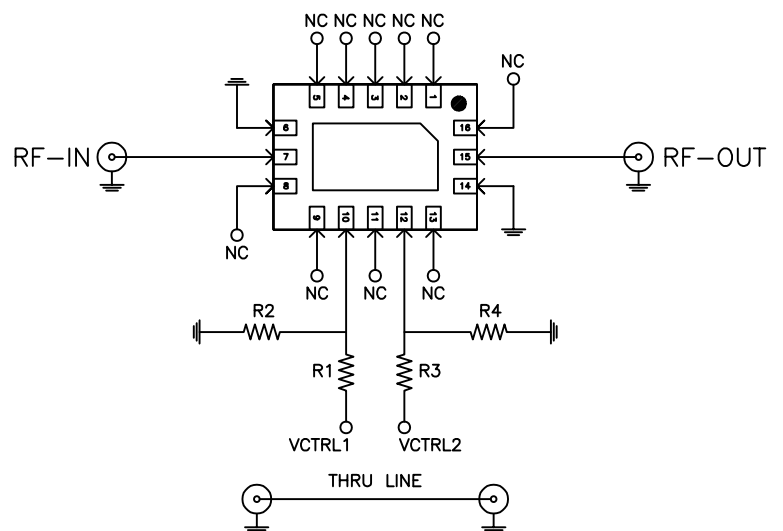 NC NC NC NC NC
NC
5 4 3 2 1
6 16
RF-IN 7 15 RF-OUT
8 14
9 10 11 12 13
NC
NC NC NC
R2 R4
R1 R3
VCTRL1 VCTRL2
THRU LINE